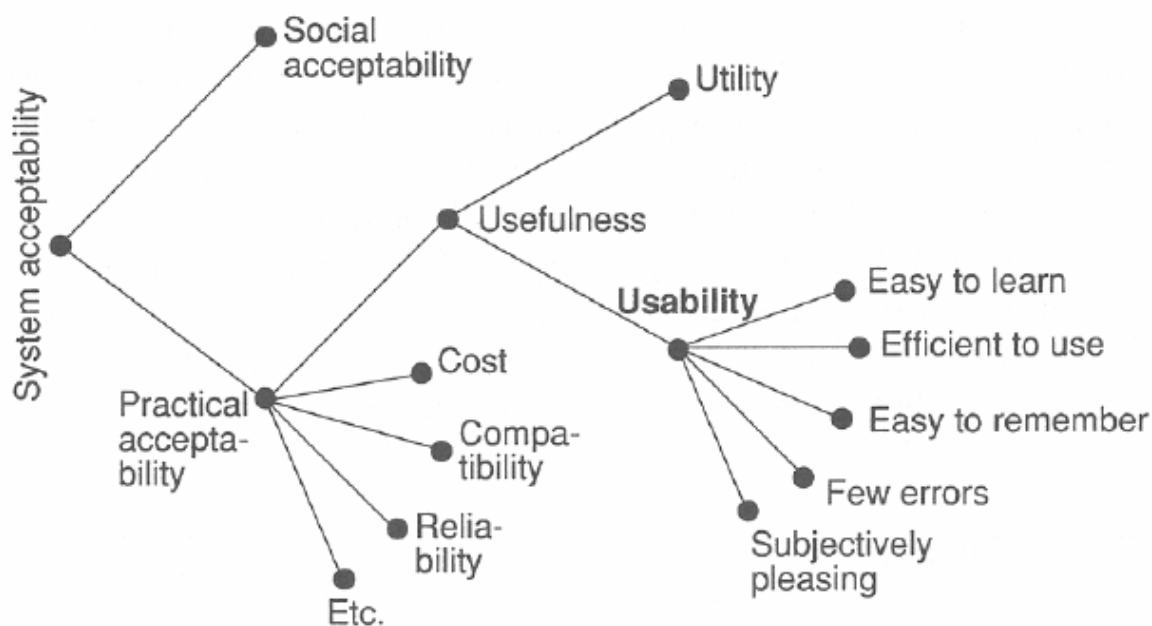 System acceptability
Social
acceptability
Utility
Usefulness
Usability
Easy to learn
Efficient to use
Easy to remember
Few errors
Subjectively
pleasing
Practical
accepta-
bility
Cost
Compa-
tibility
Relia-
bility
Etc.